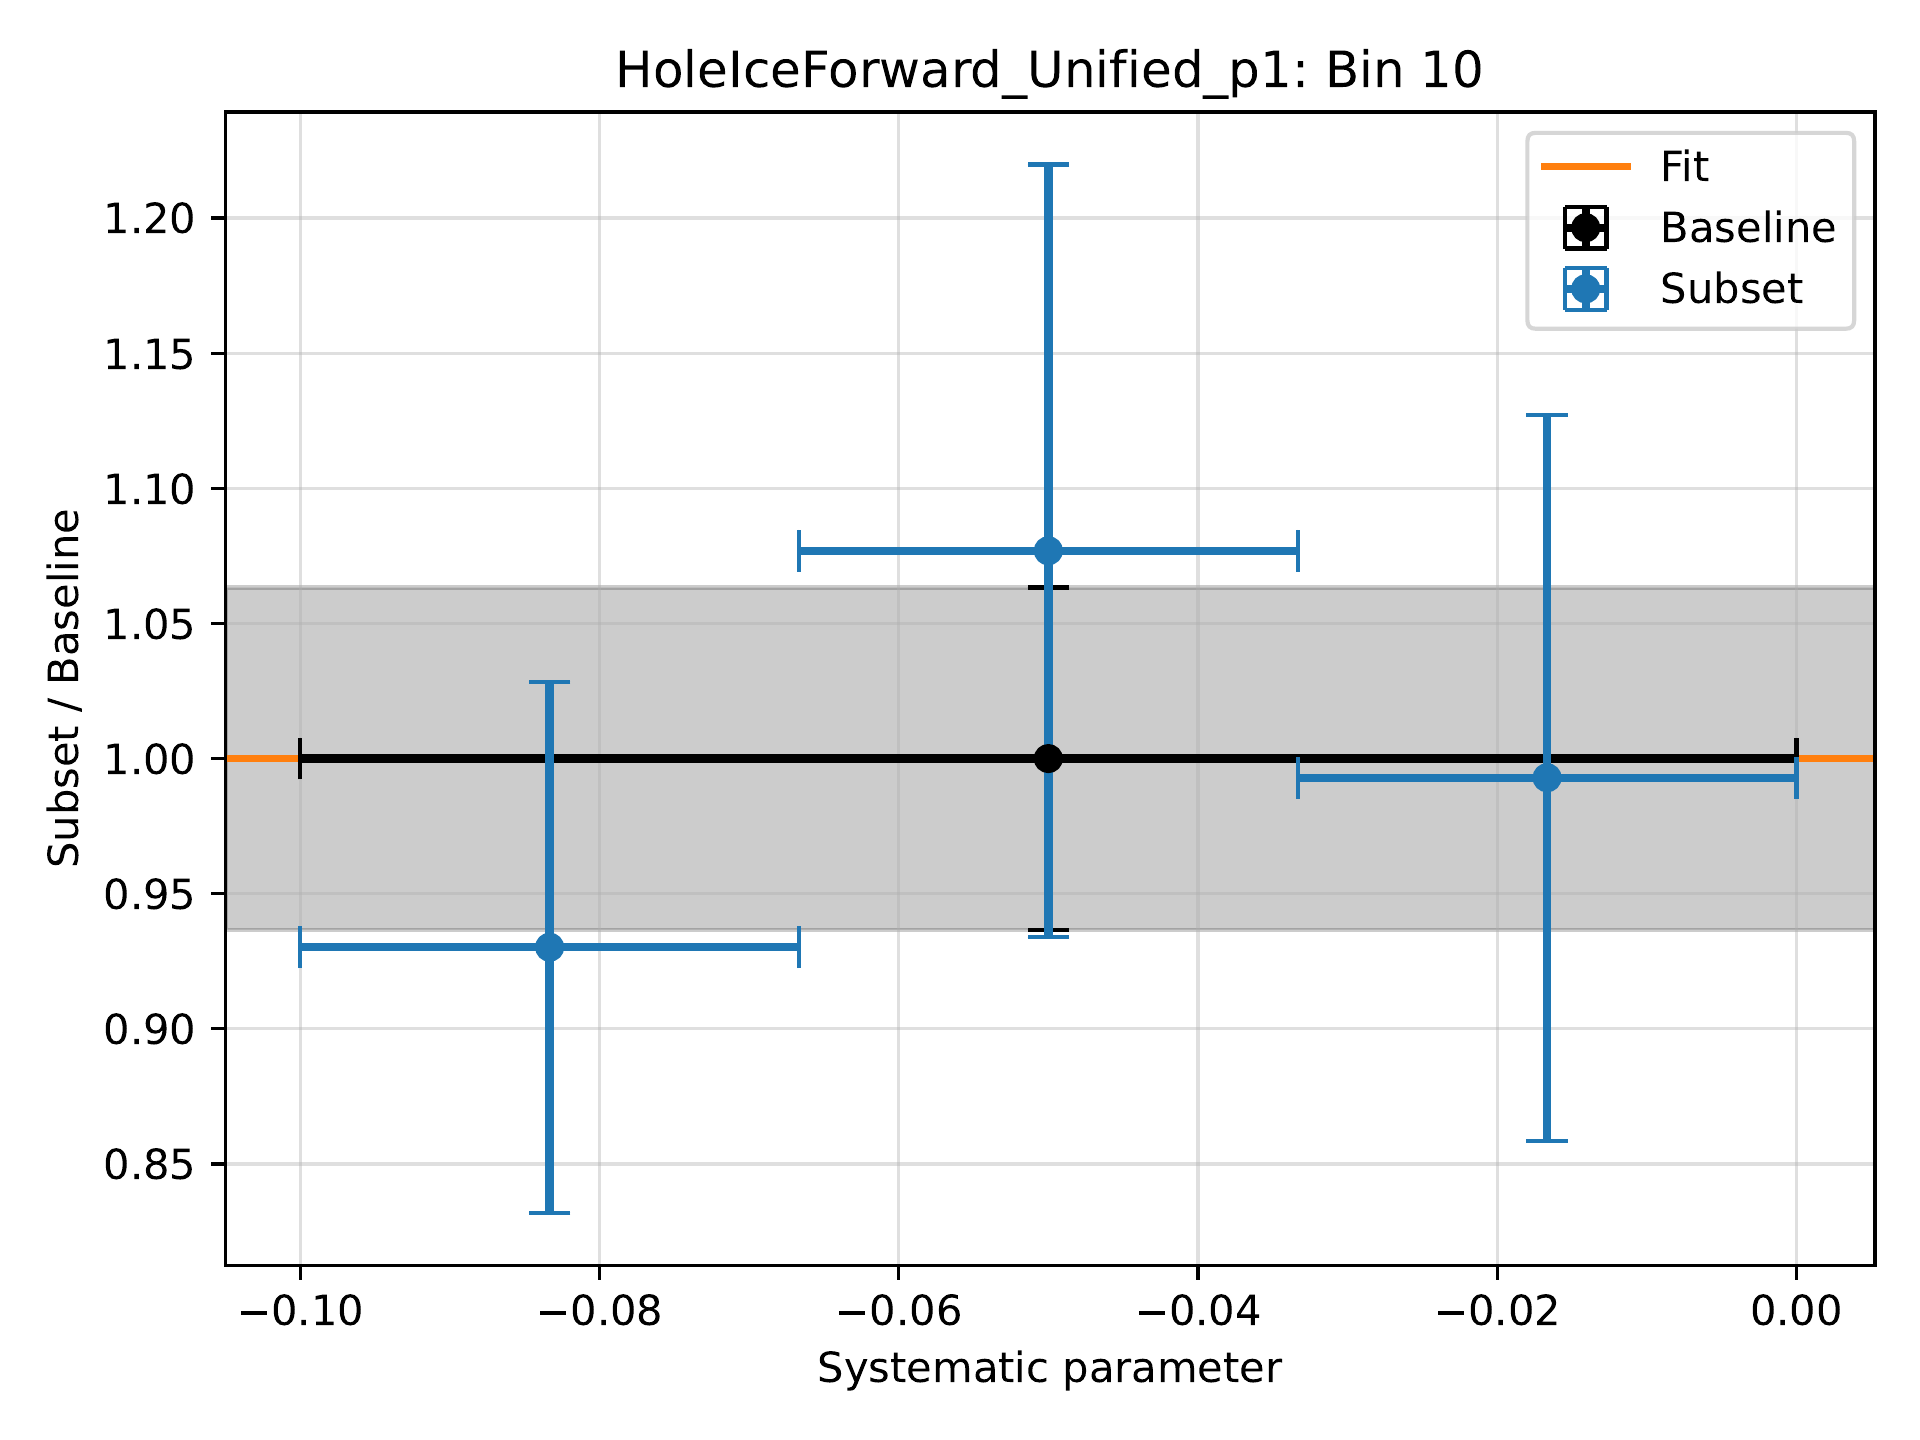 HoleIceForward_Unified_p1: Bin 10
Fit
Baseline
Subset
Subset / Baseline
1.20
1.15
1.10
1.05
1.00
0.95
0.90
0.85
−0.10 −0.08 −0.06 −0.04 −0.02 0.00
Systematic parameter